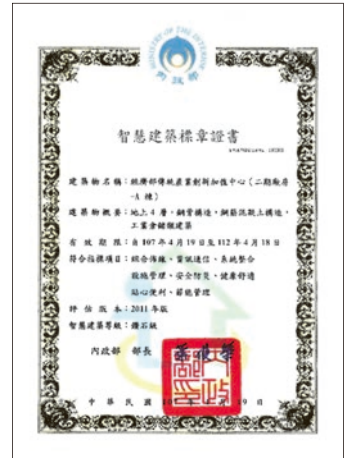 MINISTRY OF THE INTERIOR
內政部
智慧建築標章證書
建築物名稱：經濟部傳統產業創新加值中心（二期廠房
-A 棟）
建築物概要：地上 4 層，鋼骨構造，鋼筋混凝土構造，
工業倉儲類建築
有效期限：自107年4月19日至112年4月18日
符合指標項目：綜合佈線、資訊通信、系統整合
設施管理、安全防災、健康舒適
貼心便利、節能管理
評估版本：2011年版
智慧建築等級：鑽石級
內政部 部長
中華民國 19 日